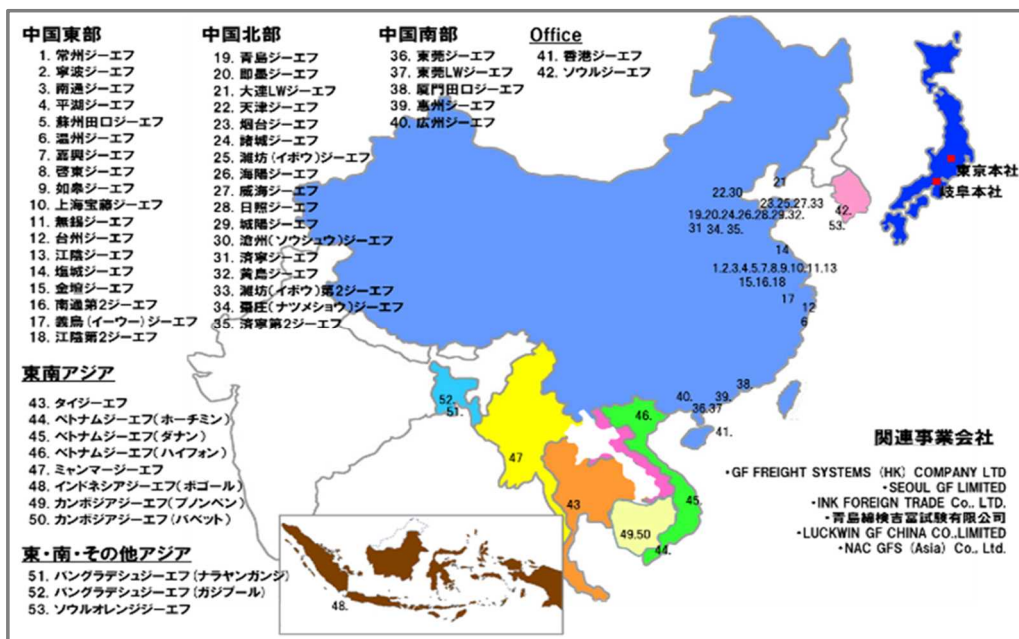 中国東部
1. 常州ジーエフ
2. 寧波ジーエフ
3. 南通ジーエフ
4. 平湖ジーエフ
5. 蘇州田口ジーエフ
6. 温州ジーエフ
7. 嘉興ジーエフ
8. 啓東ジーエフ
9. 如皋ジーエフ
10. 上海宝藤ジーエフ
11. 無錫ジーエフ
12. 台州ジーエフ
13. 江陰ジーエフ
14. 塩城ジーエフ
15. 金壇ジーエフ
16. 南通第2ジーエフ
17. 義烏(イーウー)ジーエフ
18. 江陰第2ジーエフ
中国北部
19. 青島ジーエフ
20. 即墨ジーエフ
21. 大連LWジーエフ
22. 天津ジーエフ
23. 烟台ジーエフ
24. 諸城ジーエフ
25. 濰坊(イボウ)ジーエフ
26. 海陽ジーエフ
27. 威海ジーエフ
28. 日照ジーエフ
29. 城陽ジーエフ
30. 滄州(ソウシュウ)ジーエフ
31. 済寧ジーエフ
32. 黄島ジーエフ
33. 濰坊(イボウ)第2ジーエフ
34. 棗庄(ナツメショウ)ジーエフ
35. 済寧第2ジーエフ
中国南部
36. 東莞ジーエフ
37. 東莞LWジーエフ
38. 厦門田口ジーエフ
39. 惠州ジーエフ
40. 広州ジーエフ
Office
41. 香港ジーエフ
42. ソウルジーエフ
東南アジア
43. タイジーエフ
44. ベトナムジーエフ(ホーチミン)
45. ベトナムジーエフ(ダナン)
46. ベトナムジーエフ(ハイフォン)
47. ミャンマージーエフ
48. インドネシアジーエフ(ボゴール)
49. カンボジアジーエフ(プノンペン)
50. カンボジアジーエフ(バベット)
東・南・その他アジア
51. バングラデシュジーエフ(ナラヤンガンジ)
52. バングラデシュジーエフ(ガジプール)
53. ソウルオレンジジーエフ
東京本社
岐阜本社
21
22.30
23.25.27.33
19.20.24.26.28.29.32.
31 34. 35.
42.
53.
14
1.2.3.4.5.7.8.9.10.11.13
15.16.18
17
12
6
38.
39.
40.
36.37
41.
52.
51.
46.
47
43
45.
49.50
44.
48.
関連事業会社
・GF FREIGHT SYSTEMS (HK) COMPANY LTD
・SEOUL GF LIMITED
・INK FOREIGN TRADE Co.. LTD.
・青島綿検吉富試験有限公司
・LUCKWIN GF CHINA CO.,LIMITED
・NAC GFS (Asia) Co., Ltd.